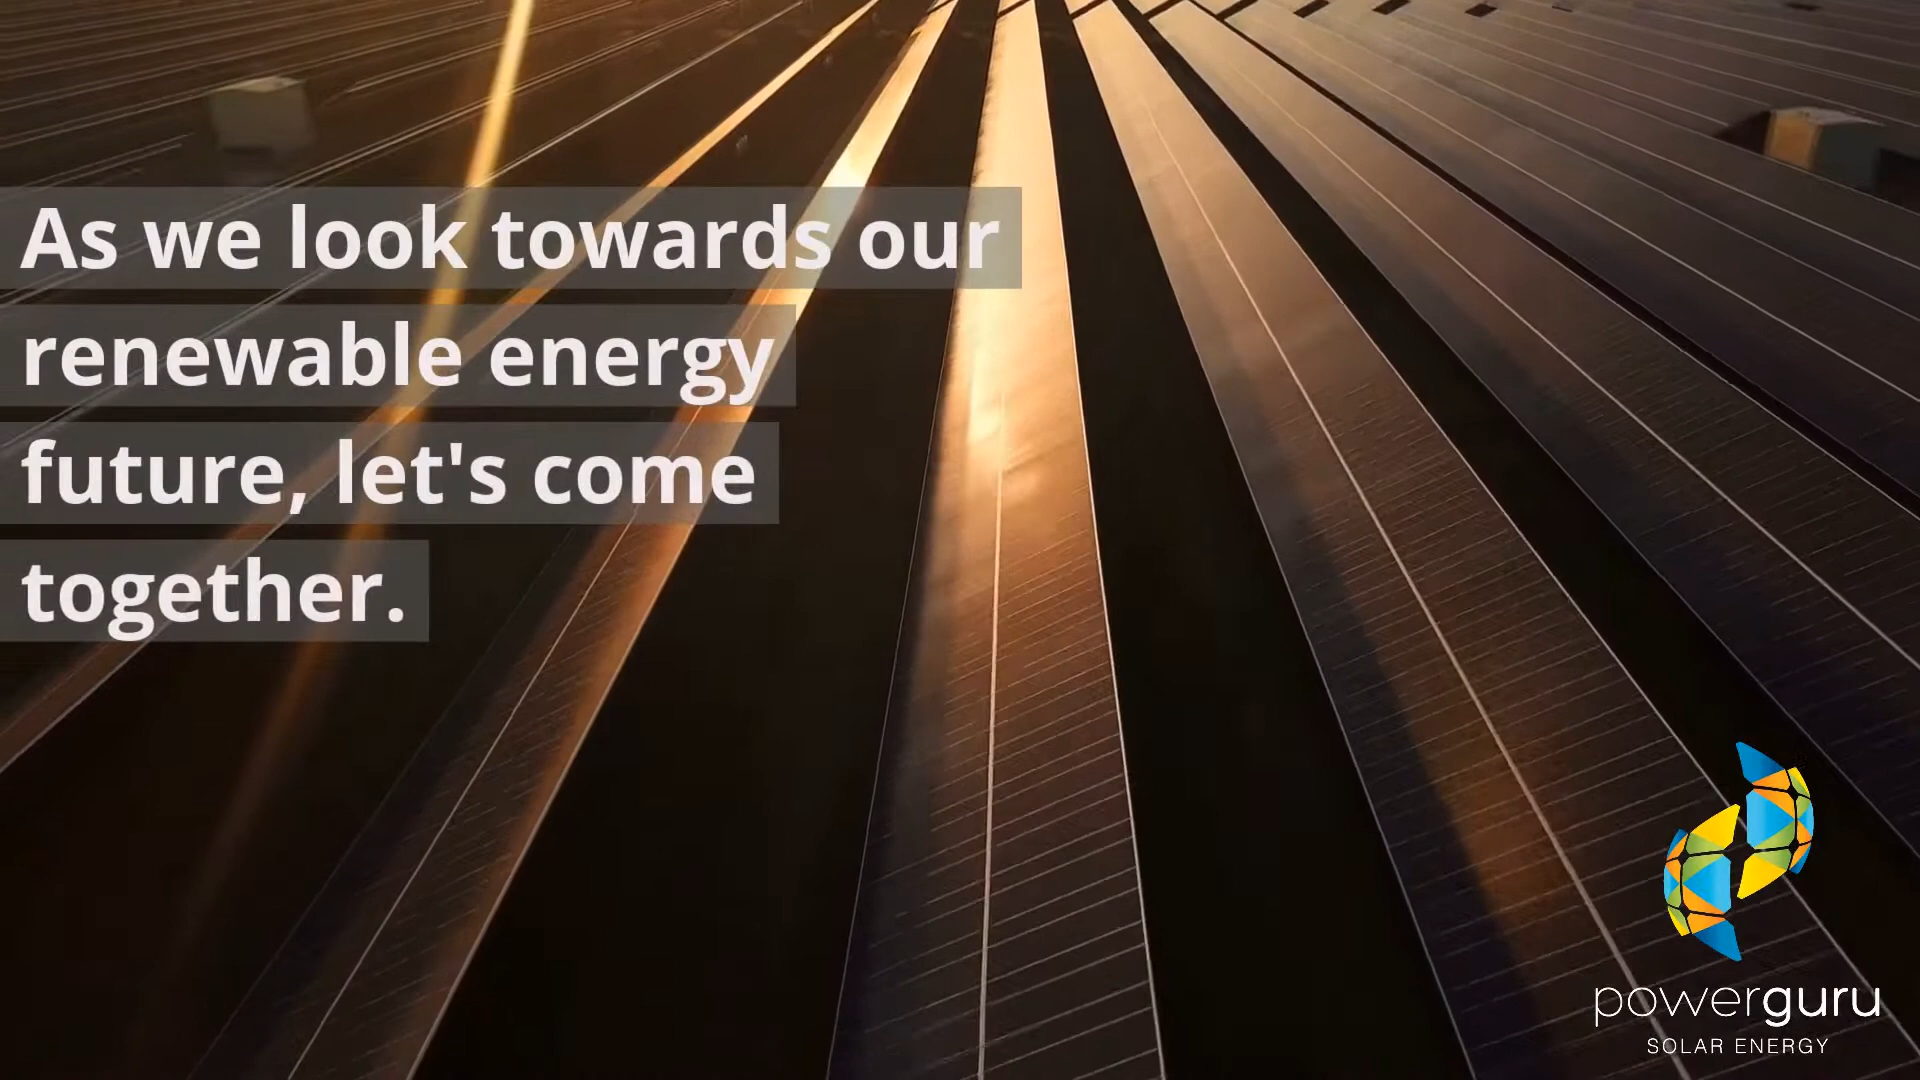 As we look towards our
renewable energy
future, let's come
together.
powerguru
SOLAR ENERGY